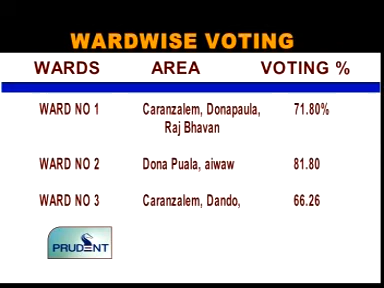 WARDWISE VOTING
WARDS AREA VOTING %
WARD NO 1 Caranzalem, Donapaula, 71.80%
Raj Bhavan
WARD NO 2 Dona Puala, aiwaw 81.80
WARD NO 3 Caranzalem, Dando, 66.26
PRUDENT